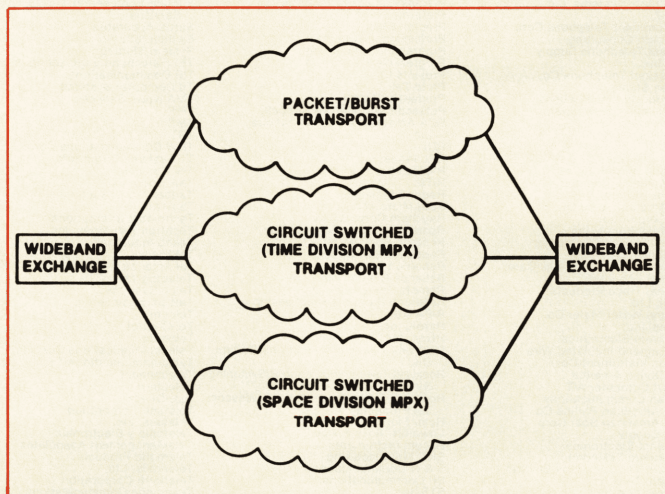 PACKET/BURST
TRANSPORT
WIDEBAND
EXCHANGE
CIRCUIT SWITCHED
(TIME DIVISION MPX)
TRANSPORT
WIDEBAND
EXCHANGE
CIRCUIT SWITCHED
(SPACE DIVISION MPX)
TRANSPORT